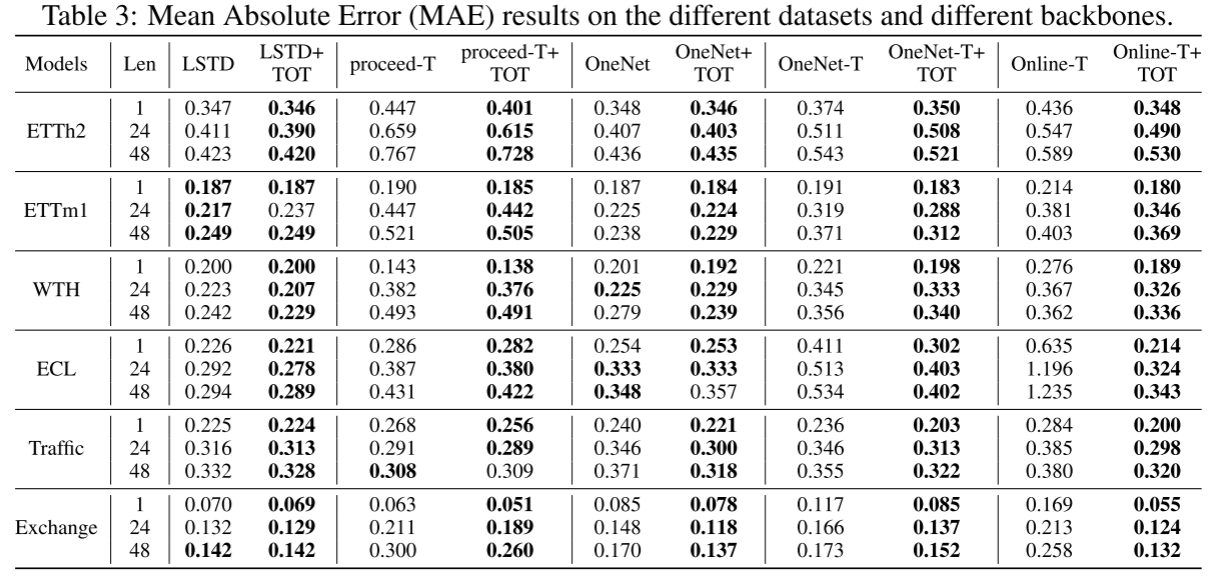 Table 3: Mean Absolute Error (MAE) results on the different datasets and different backbones.
Models Len LSTD LSTD+ TOT proceed-T proceed-T+ TOT OneNet OneNet+ TOT OneNet-T OneNet-T+ TOT Online-T Online-T+ TOT
1 0.347 0.346 0.447 0.401 0.348 0.346 0.374 0.350 0.436 0.348
ETTh2 24 0.411 0.390 0.659 0.615 0.407 0.403 0.511 0.508 0.547 0.490
48 0.423 0.420 0.767 0.728 0.436 0.435 0.543 0.521 0.589 0.530
1 0.187 0.187 0.190 0.185 0.187 0.184 0.191 0.183 0.214 0.180
ETTm1 24 0.217 0.237 0.447 0.442 0.225 0.224 0.319 0.288 0.381 0.346
48 0.249 0.249 0.521 0.505 0.238 0.229 0.371 0.312 0.403 0.369
1 0.200 0.200 0.143 0.138 0.201 0.192 0.221 0.198 0.276 0.189
WTH 24 0.223 0.207 0.382 0.376 0.225 0.229 0.345 0.333 0.367 0.326
48 0.242 0.229 0.493 0.491 0.279 0.239 0.356 0.340 0.362 0.336
1 0.226 0.221 0.286 0.282 0.254 0.253 0.411 0.302 0.635 0.214
ECL 24 0.292 0.278 0.387 0.380 0.333 0.333 0.513 0.403 1.196 0.324
48 0.294 0.289 0.431 0.422 0.348 0.357 0.534 0.402 1.235 0.343
1 0.225 0.224 0.268 0.256 0.240 0.221 0.236 0.203 0.284 0.200
Traffic 24 0.316 0.313 0.291 0.289 0.346 0.300 0.346 0.313 0.385 0.298
48 0.332 0.328 0.308 0.309 0.371 0.318 0.355 0.322 0.380 0.320
1 0.070 0.069 0.063 0.051 0.085 0.078 0.117 0.085 0.169 0.055
Exchange 24 0.132 0.129 0.211 0.189 0.148 0.118 0.166 0.137 0.213 0.124
48 0.142 0.142 0.300 0.260 0.170 0.137 0.173 0.152 0.258 0.132